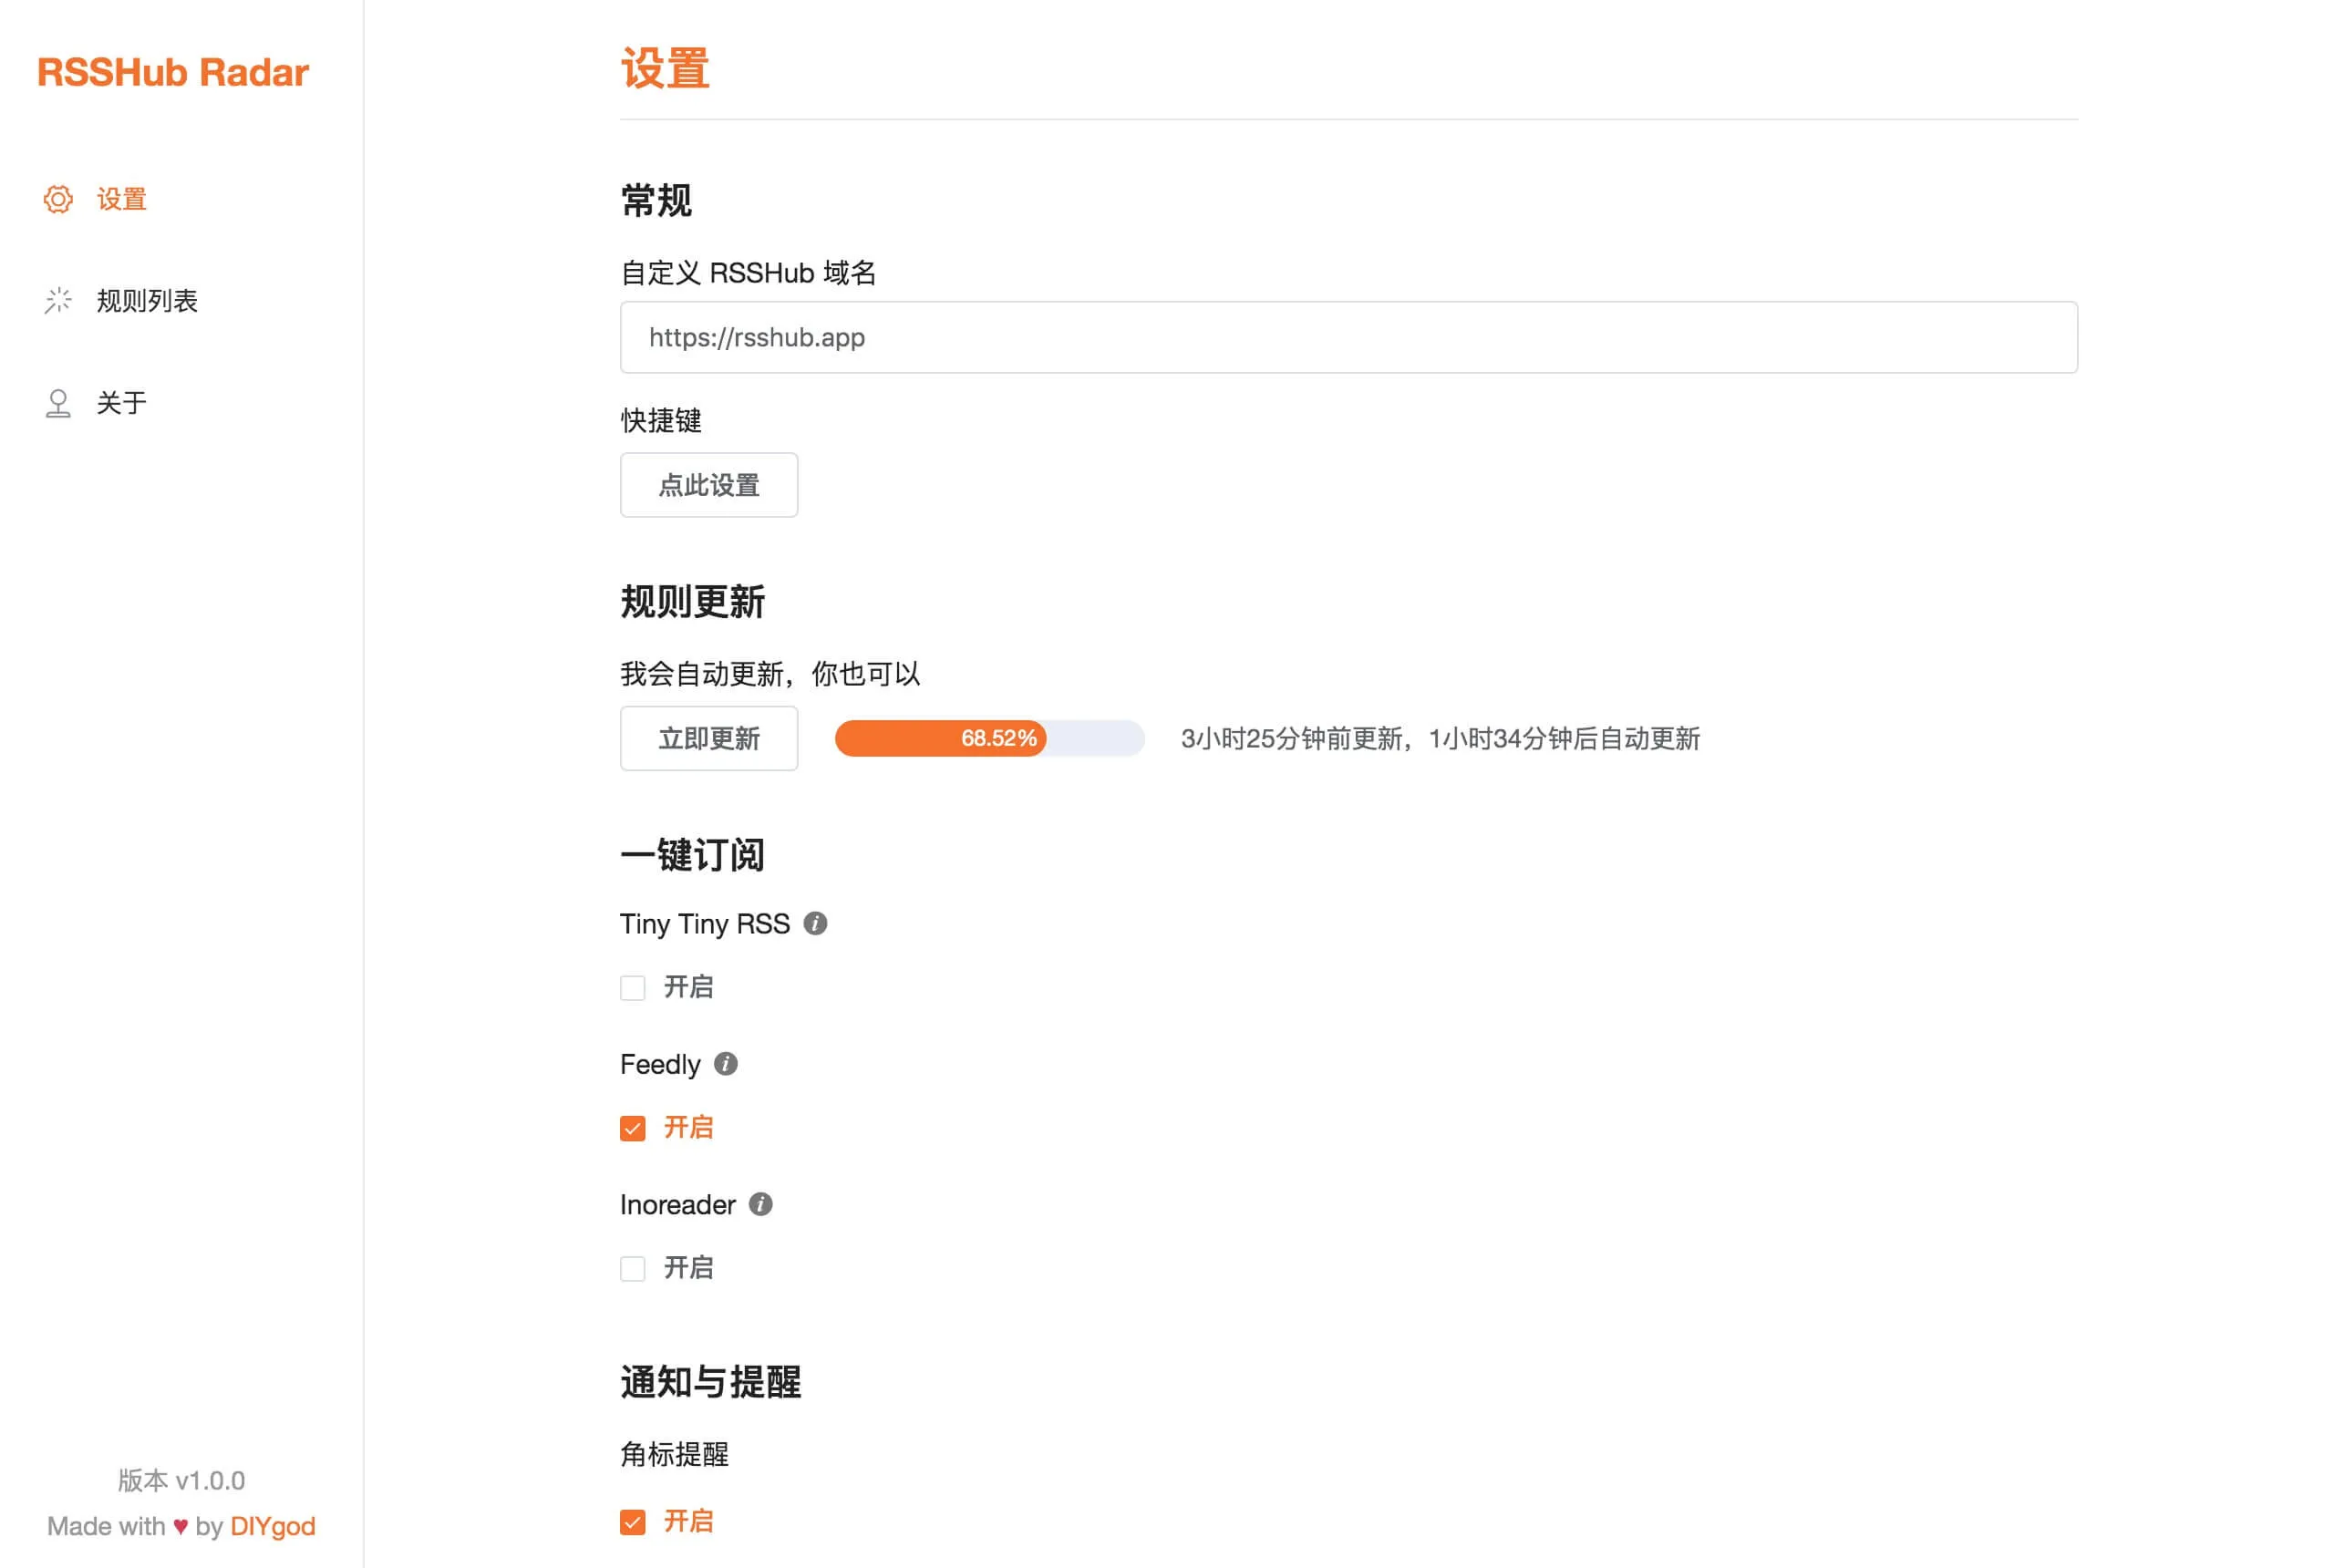 RSSHub Radar
设置
规则列表
关于
版本 v1.0.0
Made with ♥ by DIYgod
设置
常规
自定义 RSSHub 域名
https://rsshub.app
快捷键
点此设置
规则更新
我会自动更新，你也可以
立即更新 68.52% 3小时25分钟前更新，1小时34分钟后自动更新
一键订阅
Tiny Tiny RSS
开启
Feedly
开启
Inoreader
开启
通知与提醒
角标提醒
开启